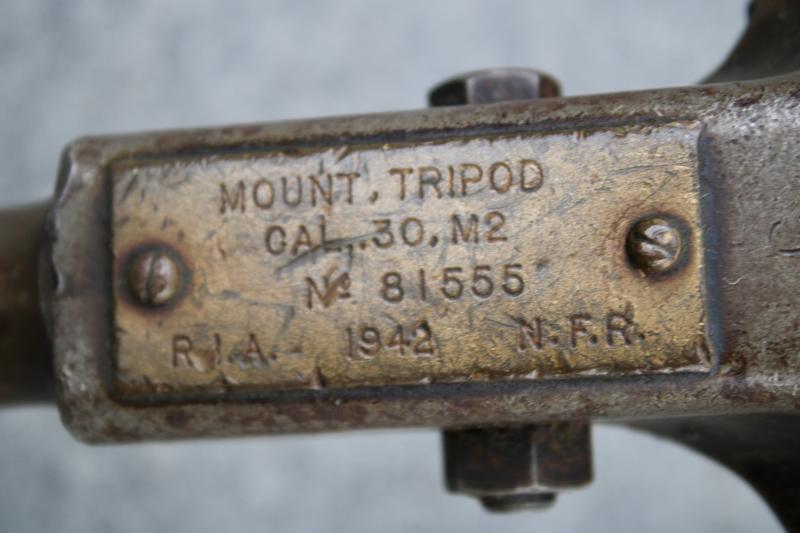 MOUNT, TRIPOD
CAL. .30, M2
Nº 81555
R.I.A. - 1942 N.F.R.